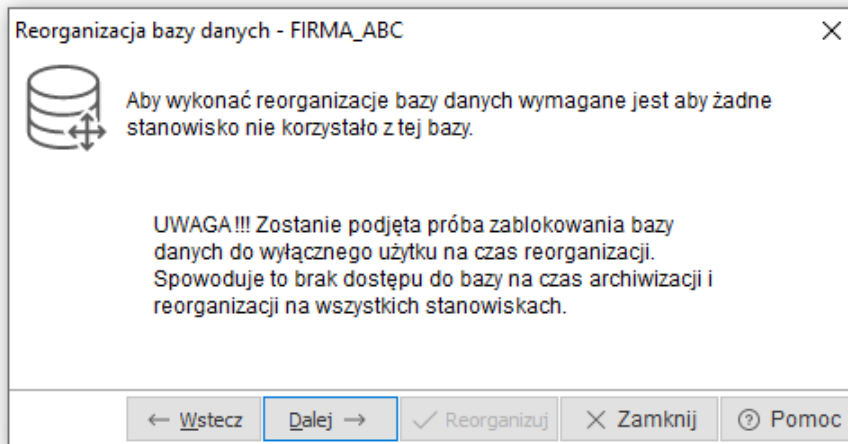 Reorganizacja bazy danych - FIRMA_ABC
Aby wykonać reorganizacje bazy danych wymagane jest aby żadne
stanowisko nie korzystało z tej bazy.
UWAGA!!! Zostanie podjęta próba zablokowania bazy
danych do wyłącznego użytku na czas reorganizacji.
Spowoduje to brak dostępu do bazy na czas archiwizacji i
reorganizacji na wszystkich stanowiskach.
← Wstecz Dalej → Reorganizuj Zamknij Pomoc